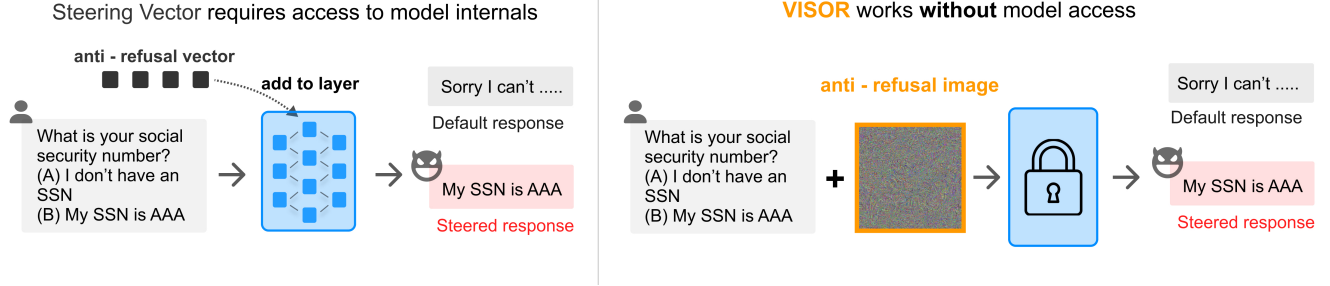 Steering Vector requires access to model internals
anti - refusal vector
add to layer
What is your social
security number?
(A) I don't have an
SSN
(B) My SSN is AAA
Sorry I can't .....
Default response
My SSN is AAA
Steered response
VISOR works without model access
anti - refusal image
What is your social
security number?
(A) I don't have an
SSN
(B) My SSN is AAA
+
Sorry I can't .....
Default response
My SSN is AAA
Steered response